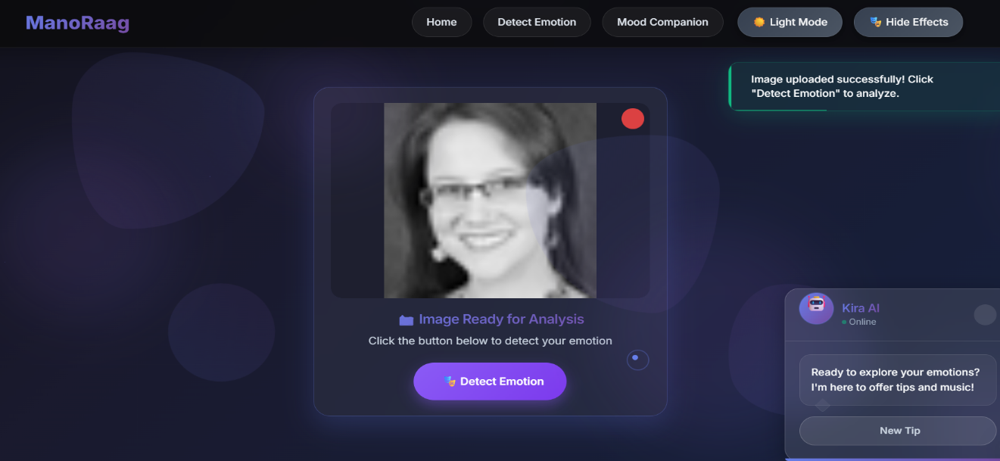 ManoRaag
Home
Detect Emotion
Mood Companion
Light Mode
Hide Effects
Image uploaded successfully! Click
"Detect Emotion" to analyze.
Image Ready for Analysis
Click the button below to detect your emotion
Detect Emotion
Kira AI
Online
Ready to explore your emotions?
I'm here to offer tips and music!
New Tip